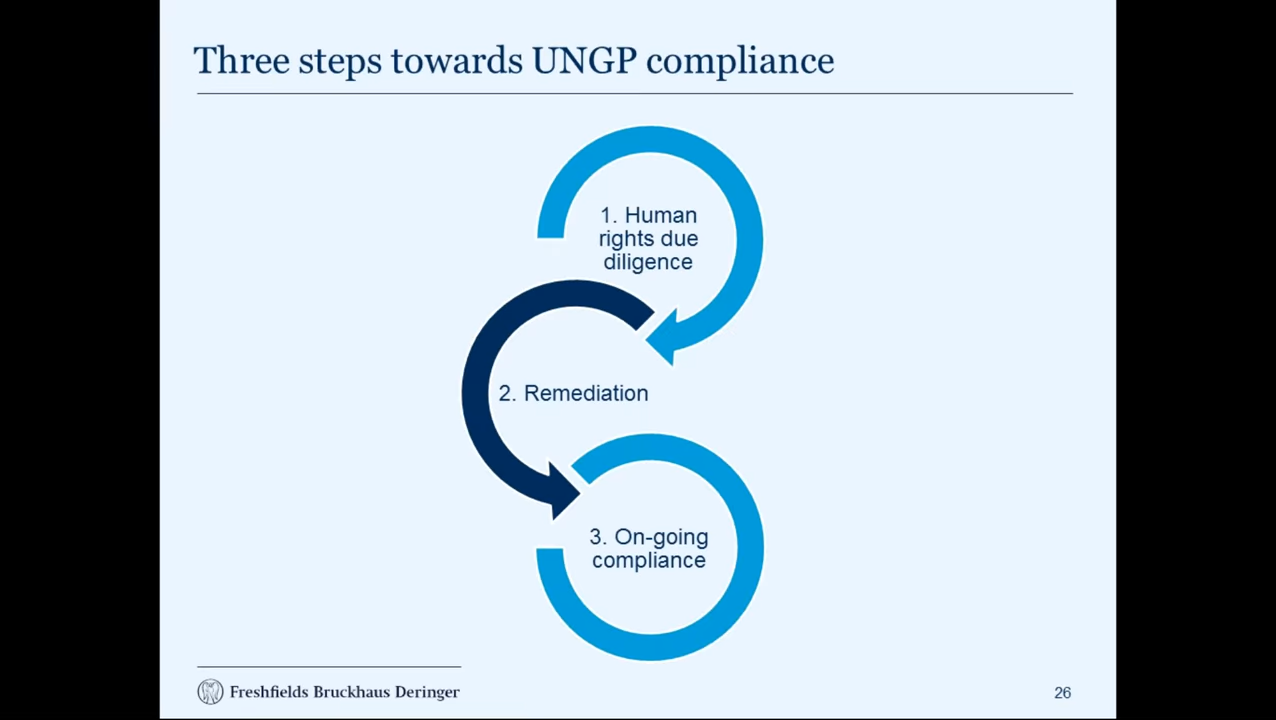 Three steps towards UNGP compliance
1. Human
rights due
diligence
2. Remediation
3. On-going
compliance
Freshfields Bruckhaus Deringer
26